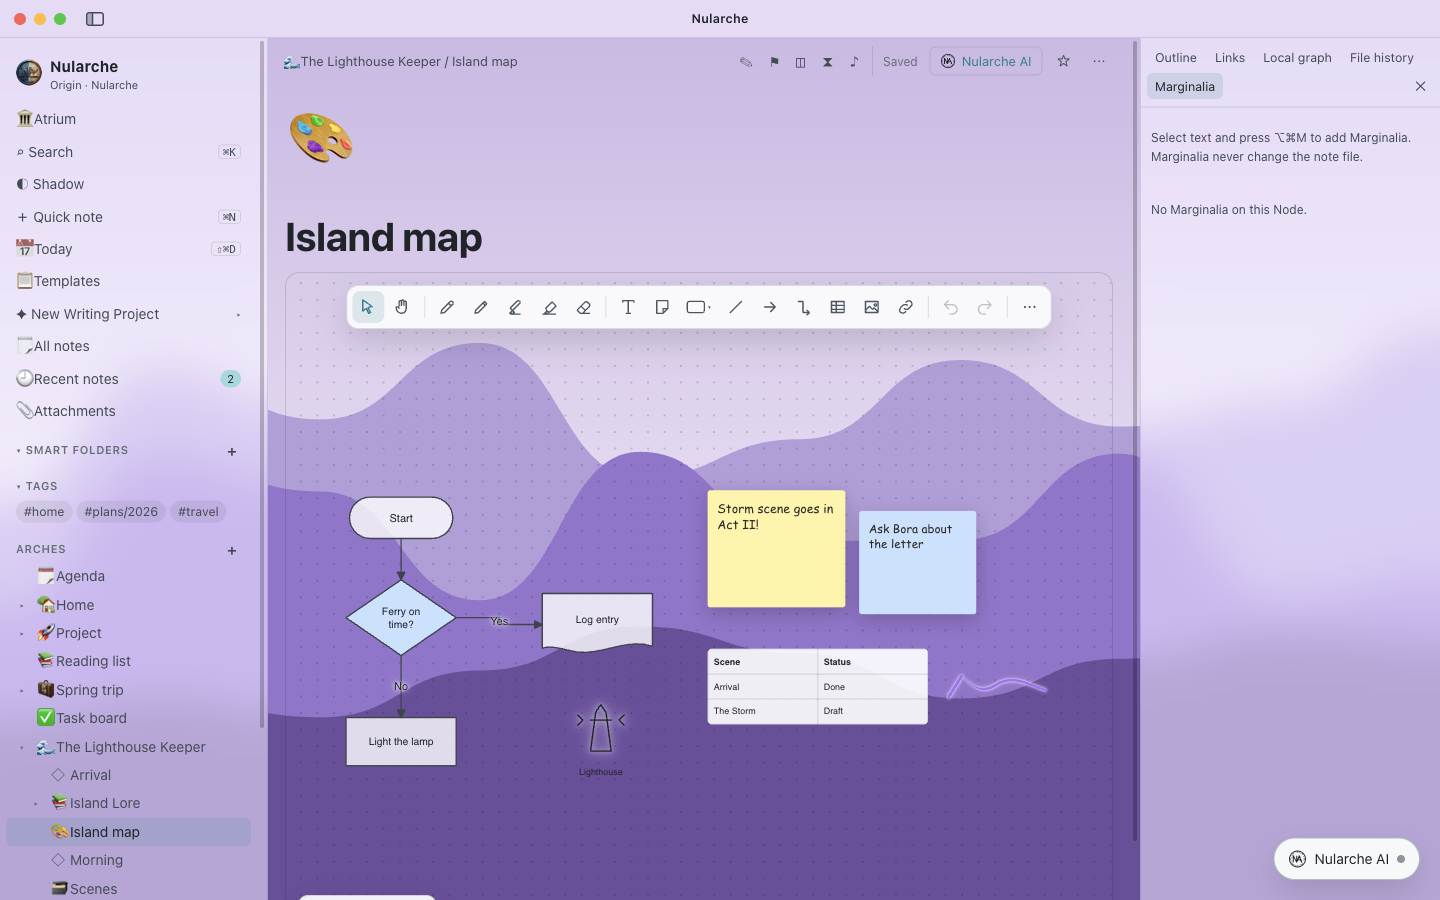 Nularche
Nularche
Origin · Nularche
Atrium
Search ⌘K
Shadow
Quick note ⌘N
Today ⇧⌘D
Templates
New Writing Project
All notes
Recent notes 2
Attachments
SMART FOLDERS
TAGS
#home #plans/2026 #travel
ARCHES
Agenda
Home
Project
Reading list
Spring trip
Task board
The Lighthouse Keeper
Arrival
Island Lore
Island map
Morning
Scenes
The Lighthouse Keeper / Island map
Saved
Nularche AI
Island map
Start
Ferry on
time?
Yes
Log entry
No
Light the lamp
Lighthouse
Storm scene goes in
Act II!
Ask Bora about
the letter
Scene Status
Arrival Done
The Storm Draft
Outline Links Local graph File history
Marginalia
Select text and press ⌥⌘M to add Marginalia.
Marginalia never change the note file.
No Marginalia on this Node.
Nularche AI